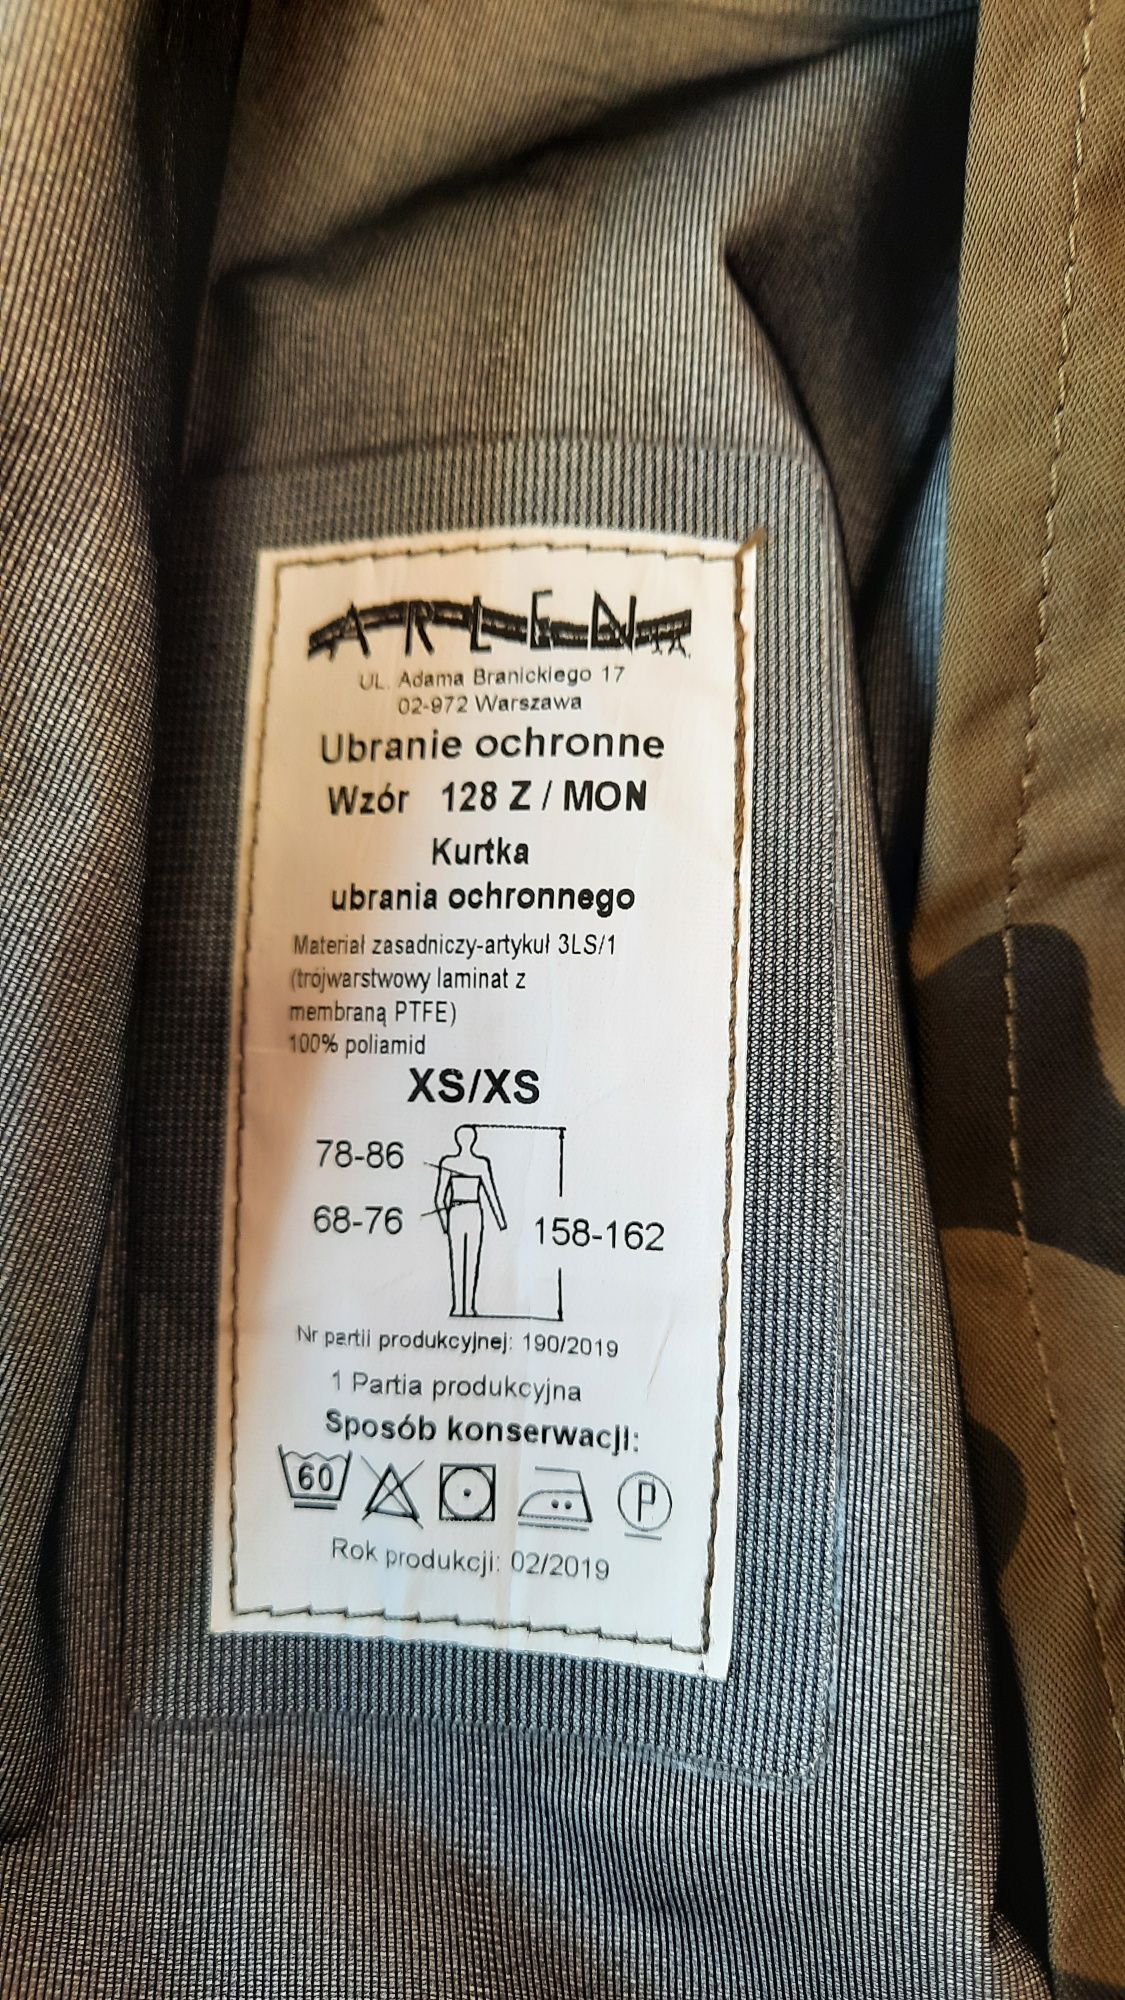 ARLEN S.A.
UL. Adama Branickiego 17
02-972 Warszawa
Ubranie ochronne
Wzór 128 Z / MON
Kurtka
ubrania ochronnego
Materiał zasadniczy-artykuł 3LS/1
(trójwarstwowy laminat z
membraną PTFE)
100% poliamid
XS/XS
78-86
68-76
158-162
Nr partii produkcyjnej: 190/2019
1 Partia produkcyjna
Sposób konserwacji:
60
P
Rok produkcji: 02/2019